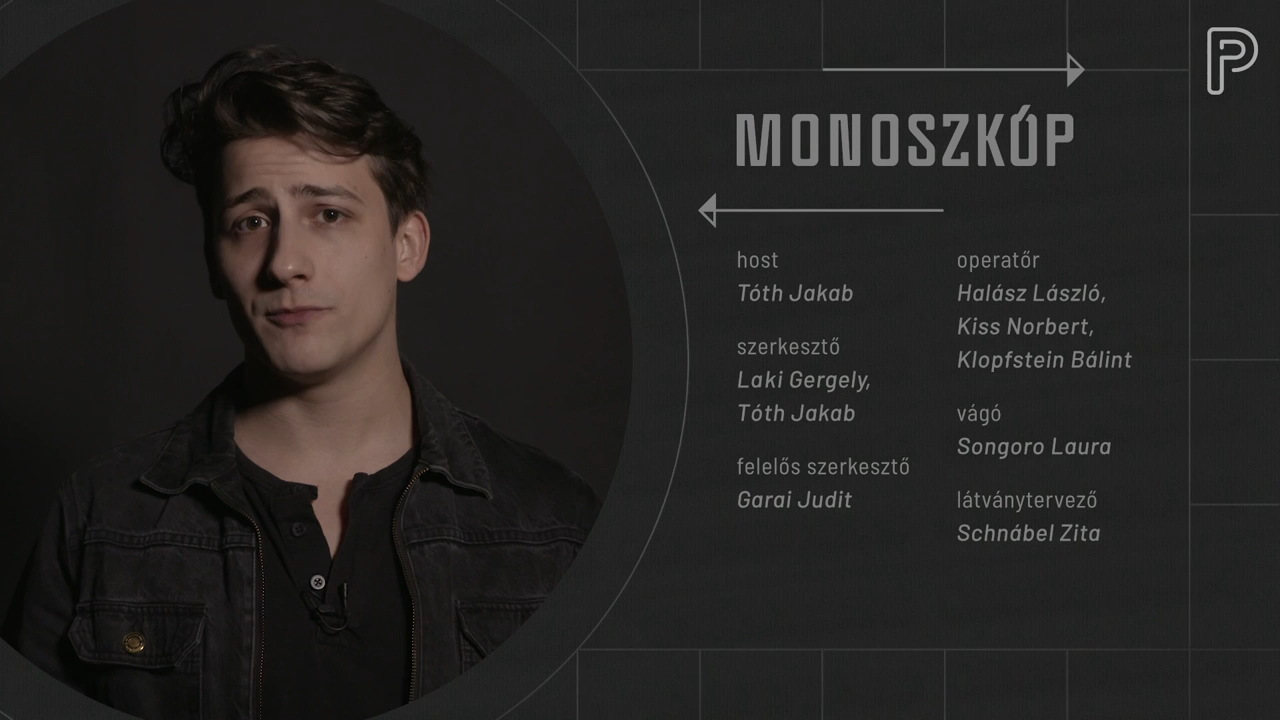 P
MONOSZKÓP
host
Tóth Jakab
szerkesztő
Laki Gergely,
Tóth Jakab
felelős szerkesztő
Garai Judit
operatőr
Halász László,
Kiss Norbert,
Klopfstein Bálint
vágó
Songoro Laura
látványtervező
Schnábel Zita